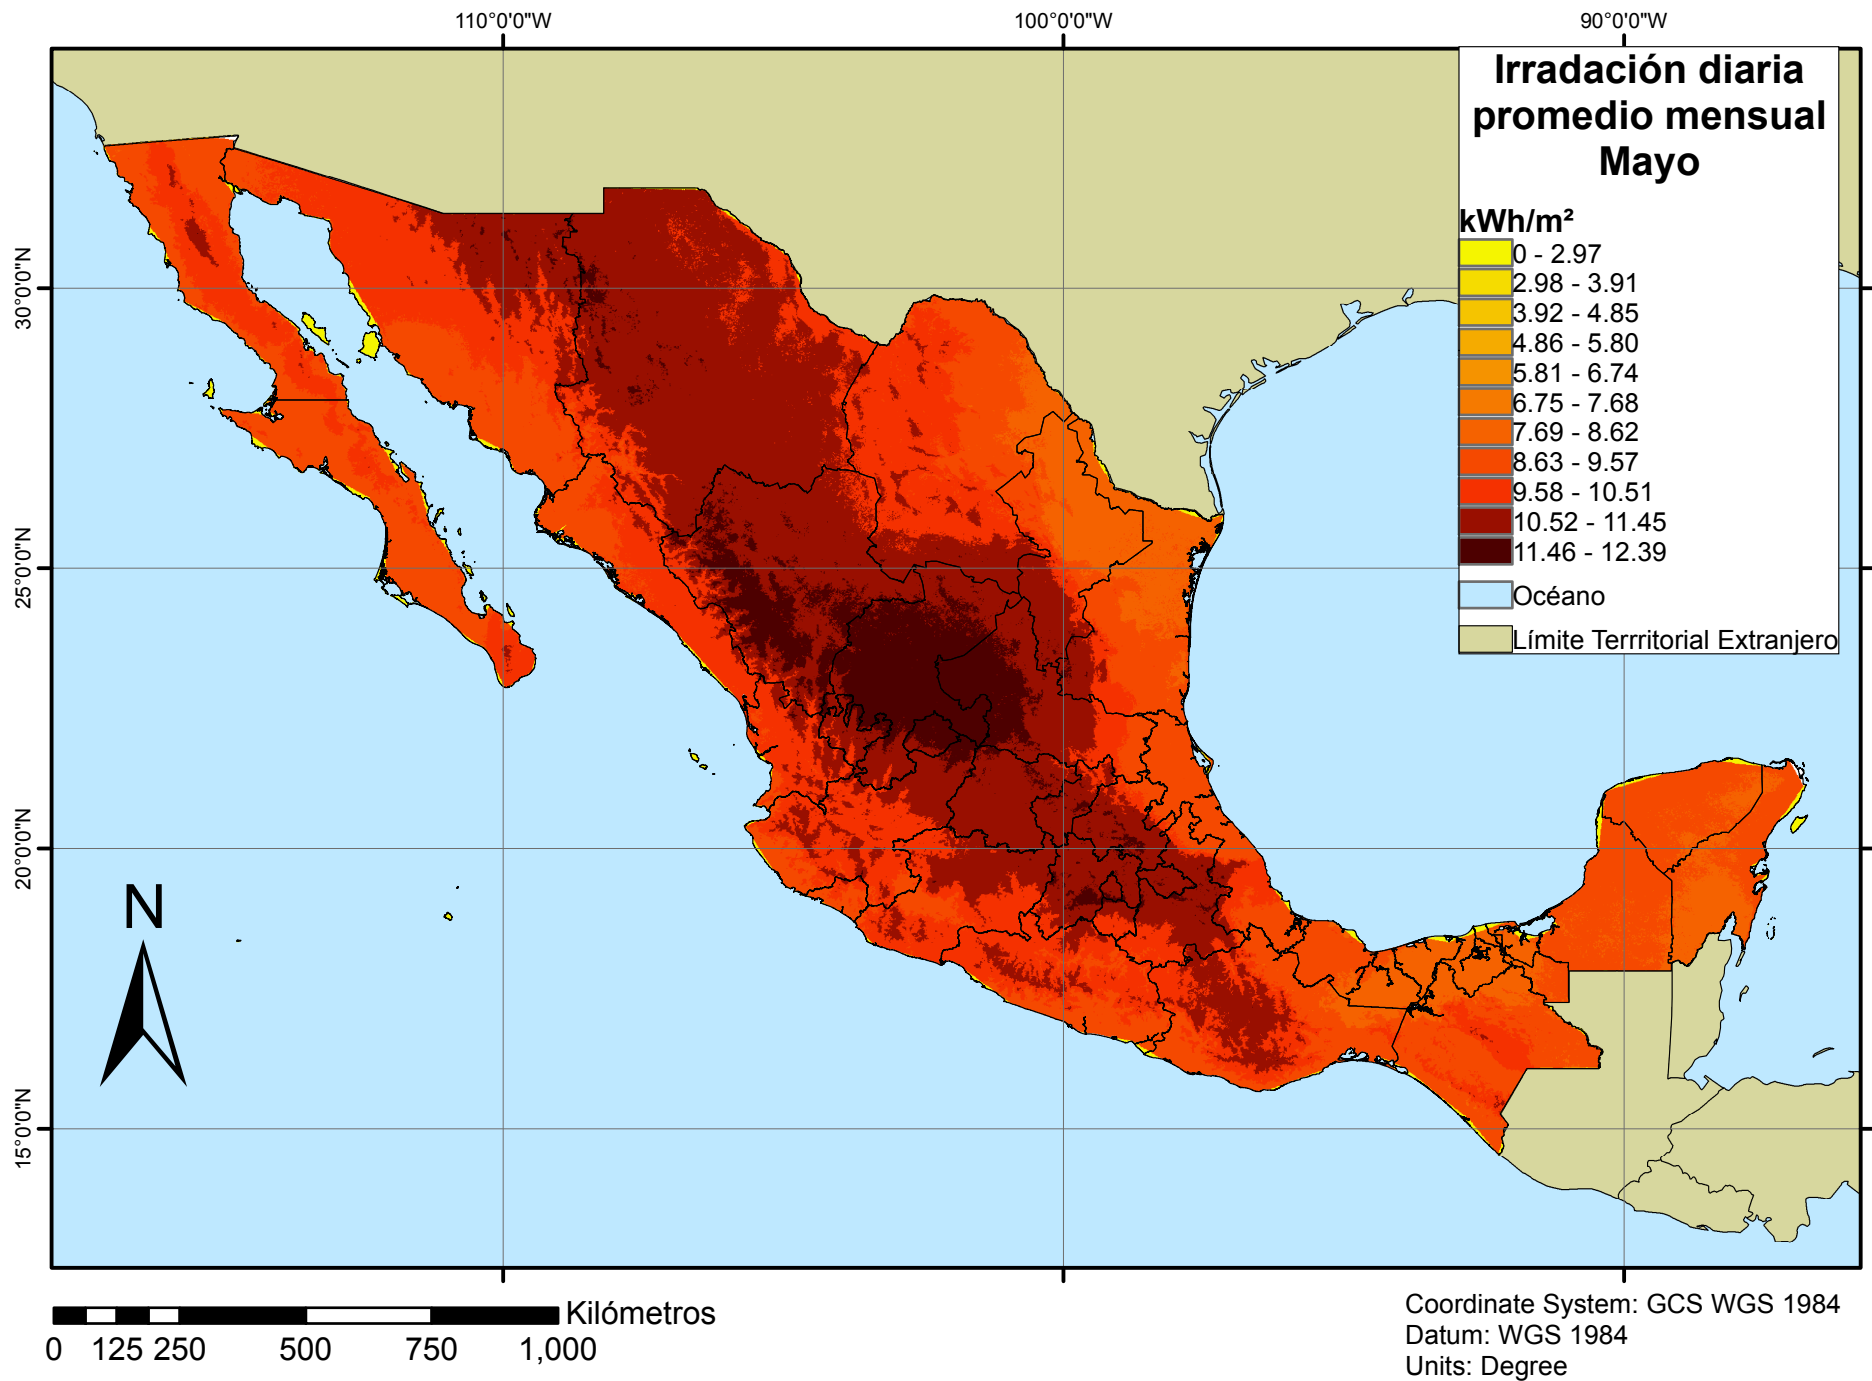 110°0'0"W
100°0'0"W
90°0'0"W
Irradación diaria
promedio mensual
Mayo
kWh/m²
0 - 2.97
2.98 - 3.91
3.92 - 4.85
4.86 - 5.80
5.81 - 6.74
6.75 - 7.68
7.69 - 8.62
8.63 - 9.57
9.58 - 10.51
10.52 - 11.45
11.46 - 12.39
Océano
Límite Terrritorial Extranjero
30°0'0"N
25°0'0"N
20°0'0"N
15°0'0"N
N
Kilómetros
0 125 250 500 750 1,000
Coordinate System: GCS WGS 1984
Datum: WGS 1984
Units: Degree